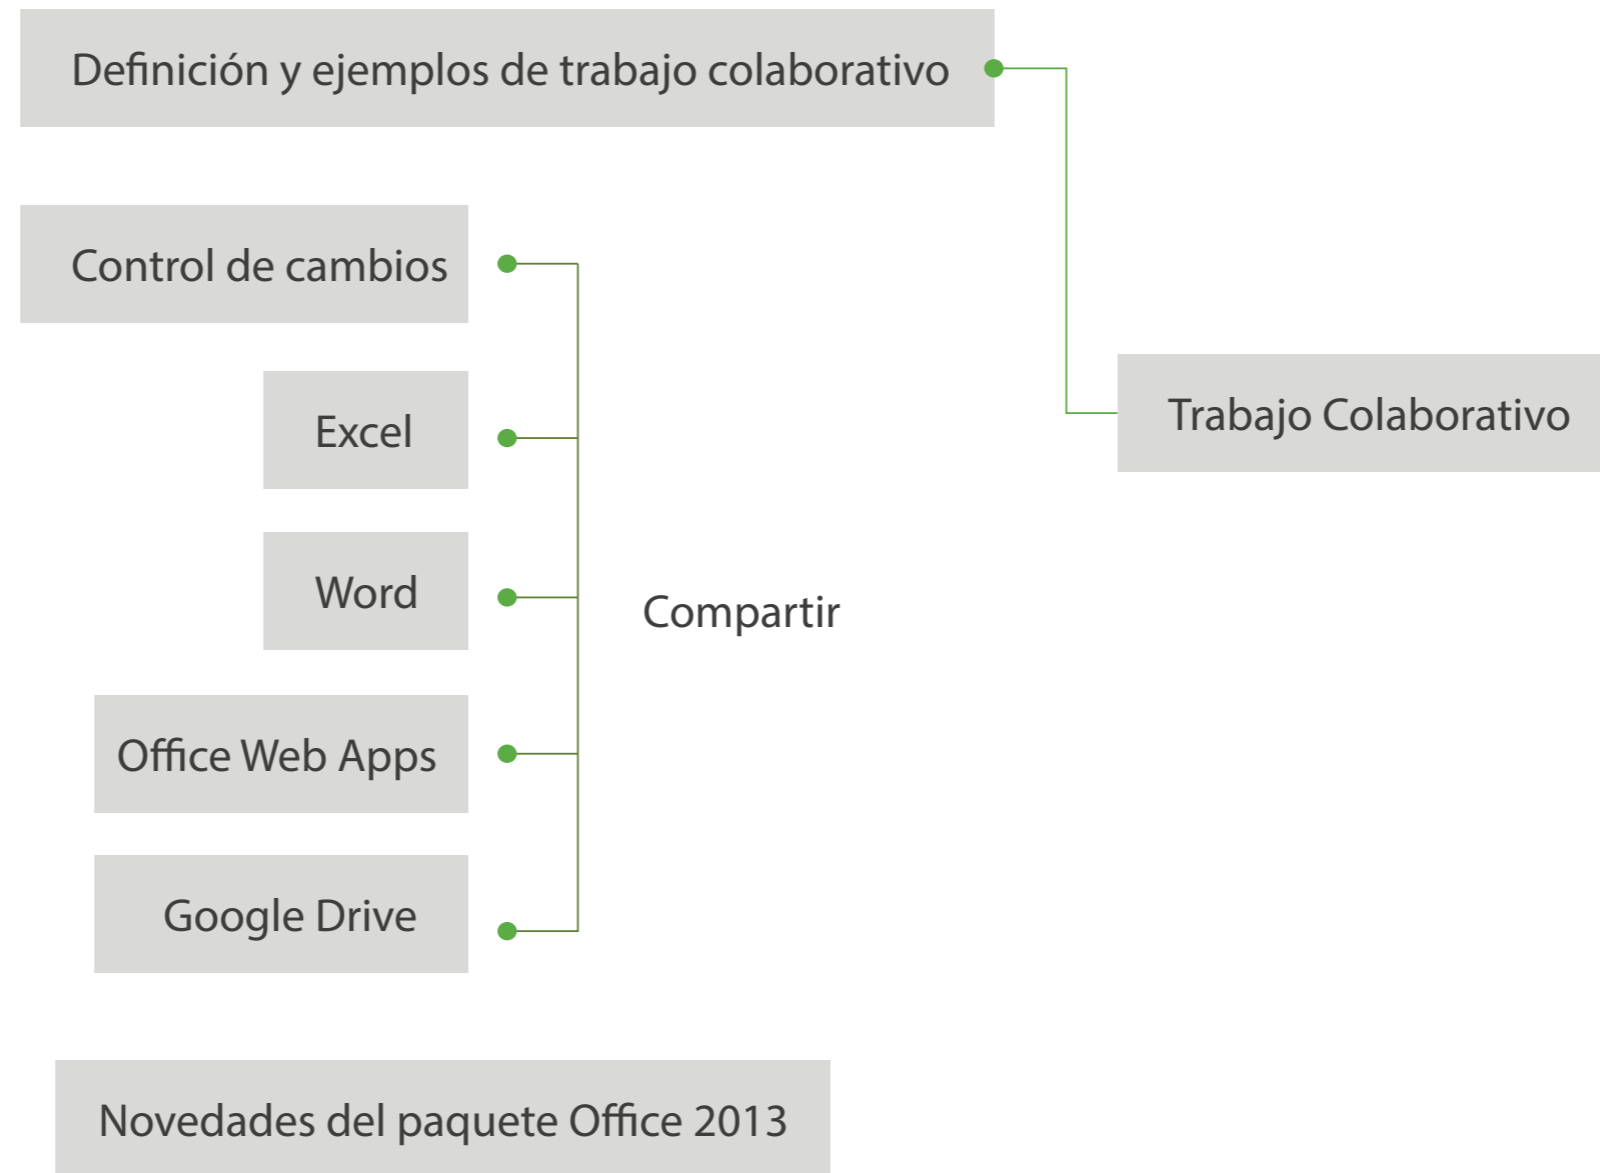 Definición y ejemplos de trabajo colaborativo
Control de cambios
Excel
Word
Office Web Apps
Google Drive
Compartir
Trabajo Colaborativo
Novedades del paquete Office 2013